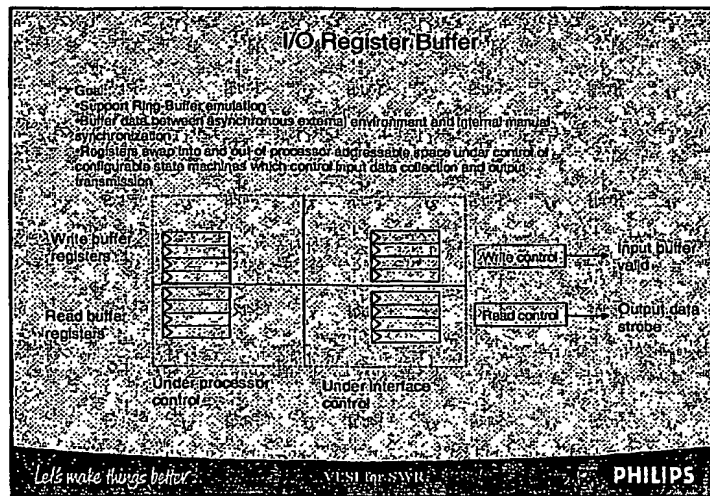 I/O Register Buffer
Goal:
•Support Ring-Buffer emulation
•Buffer data between asynchronous external environment and internal manual
synchronization
•Registers swap into and out of processor addressable space under control of
configurable state machines which control input data collection and output
transmission
Write buffer
registers
Write control
Input buffer
valid
Read buffer
registers
Read control
Output data
strobe
Under processor
control
Under interface
control
Let's make things better
VLSI for SWR
PHILIPS